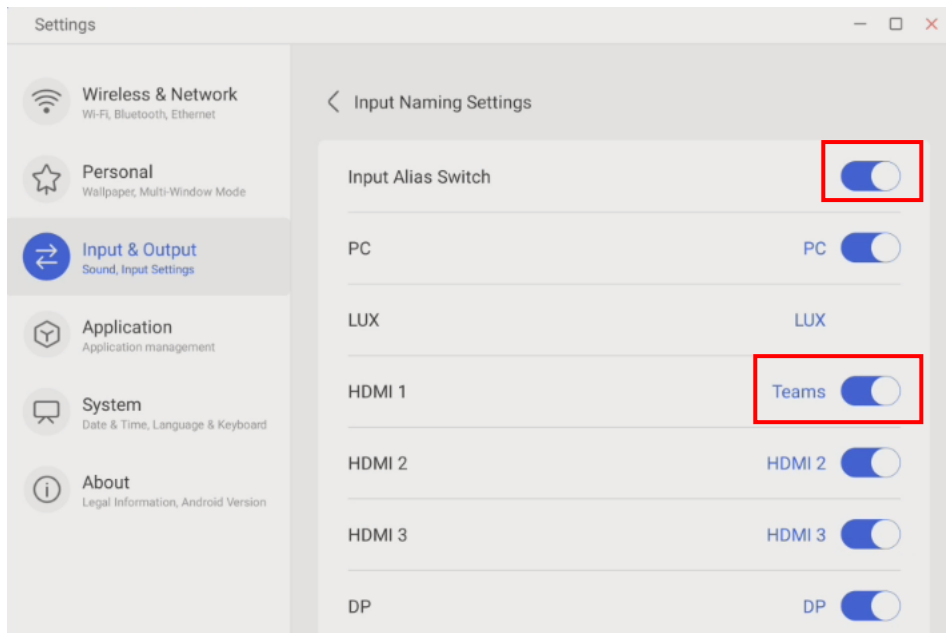 Settings
Wireless & Network
Wi-Fi, Bluetooth, Ethernet
Personal
Wallpaper, Multi-Window Mode
Input & Output
Sound, Input Settings
Application
Application management
System
Date & Time, Language & Keyboard
About
Legal Information, Android Version
Input Naming Settings
Input Alias Switch
PC PC
LUX LUX
HDMI 1 Teams
HDMI 2 HDMI 2
HDMI 3 HDMI 3
DP DP